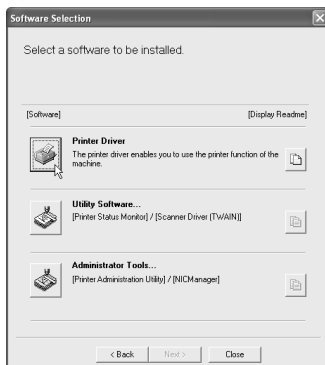 Software Selection
Select a software to be installed.
[Software] [Display Readme]
Printer Driver
The printer driver enables you to use the printer function of the
machine.
Utility Software...
[Printer Status Monitor] / [Scanner Driver (TWAIN)]
Administrator Tools...
[Printer Administration Utility] / [NICManager]
< Back Next > Close